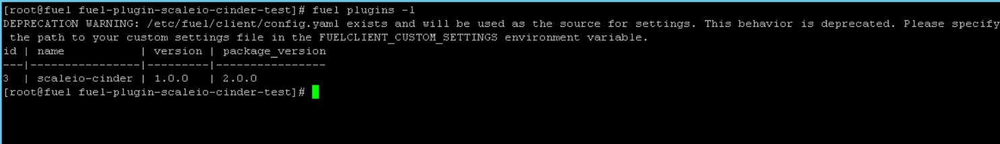 [root@fuel fuel-plugin-scaleio-cinder-test]# fuel plugins -l
DEPRECATION WARNING: /etc/fuel/client/config.yaml exists and will be used as the source for settings. This behavior is deprecated. Please specify
 the path to your custom settings file in the FUELCLIENT_CUSTOM_SETTINGS environment variable.
id | name           | version | package_version
---|----------------|---------|----------------
3  | scaleio-cinder | 1.0.0   | 2.0.0
[root@fuel fuel-plugin-scaleio-cinder-test]#